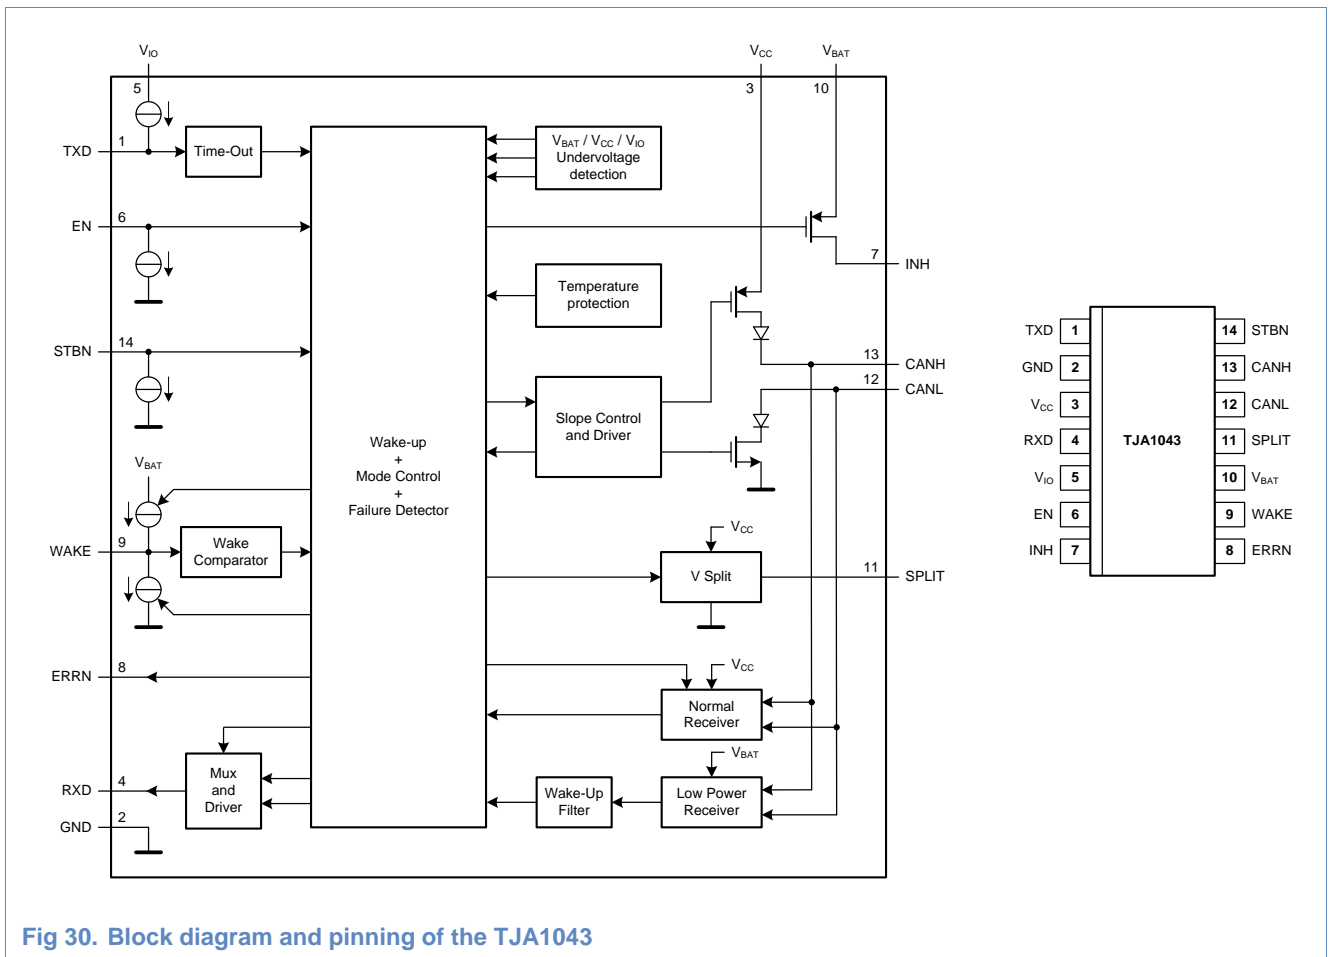 VIO
VCC
VBAT
5
3
10
TXD
1
Time-Out
VBAT / VCC / VIO
Undervoltage
detection
EN
6
7
INH
Temperature
protection
STBN
14
13
CANH
12
CANL
Slope Control
and Driver
Wake-up
+
Mode Control
+
Failure Detector
VBAT
WAKE
9
Wake
Comparator
VCC
V Split
11
SPLIT
ERRN
8
VCC
Normal
Receiver
VBAT
Mux
and
Driver
RXD
4
Wake-Up
Filter
Low Power
Receiver
GND
2
TXD 1
GND 2
VCC 3
RXD 4
VIO 5
EN 6
INH 7
TJA1043
14 STBN
13 CANH
12 CANL
11 SPLIT
10 VBAT
9 WAKE
8 ERRN
Fig 30. Block diagram and pinning of the TJA1043